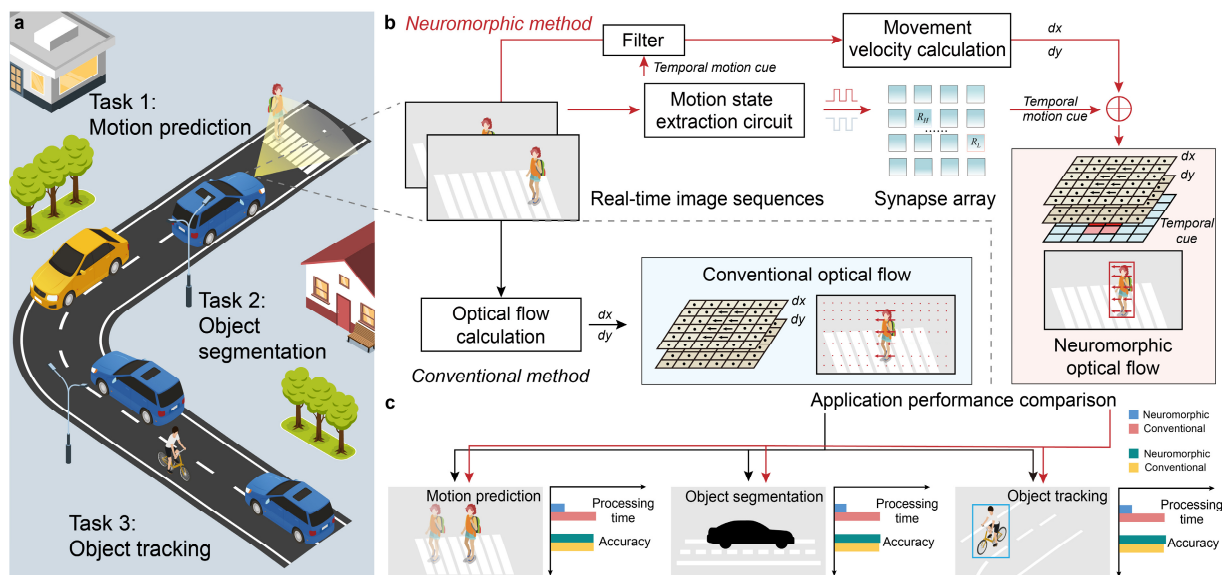 a
Task 1:
Motion prediction
Task 2:
Object
segmentation
Task 3:
Object tracking
b
Neuromorphic method
Filter
Temporal motion cue
Movement
velocity calculation
dx
dy
Motion state
extraction circuit
R_H
......
R_L
Temporal
motion cue
Real-time image sequences
Synapse array
dx
dy
Temporal
cue
Neuromorphic
optical flow
Optical flow
calculation
dx
dy
Conventional method
Conventional optical flow
dx
dy
c
Application performance comparison
Neuromorphic
Conventional
Neuromorphic
Conventional
Motion prediction
Processing
time
Accuracy
Object segmentation
Processing
time
Accuracy
Object tracking
Processing
time
Accuracy